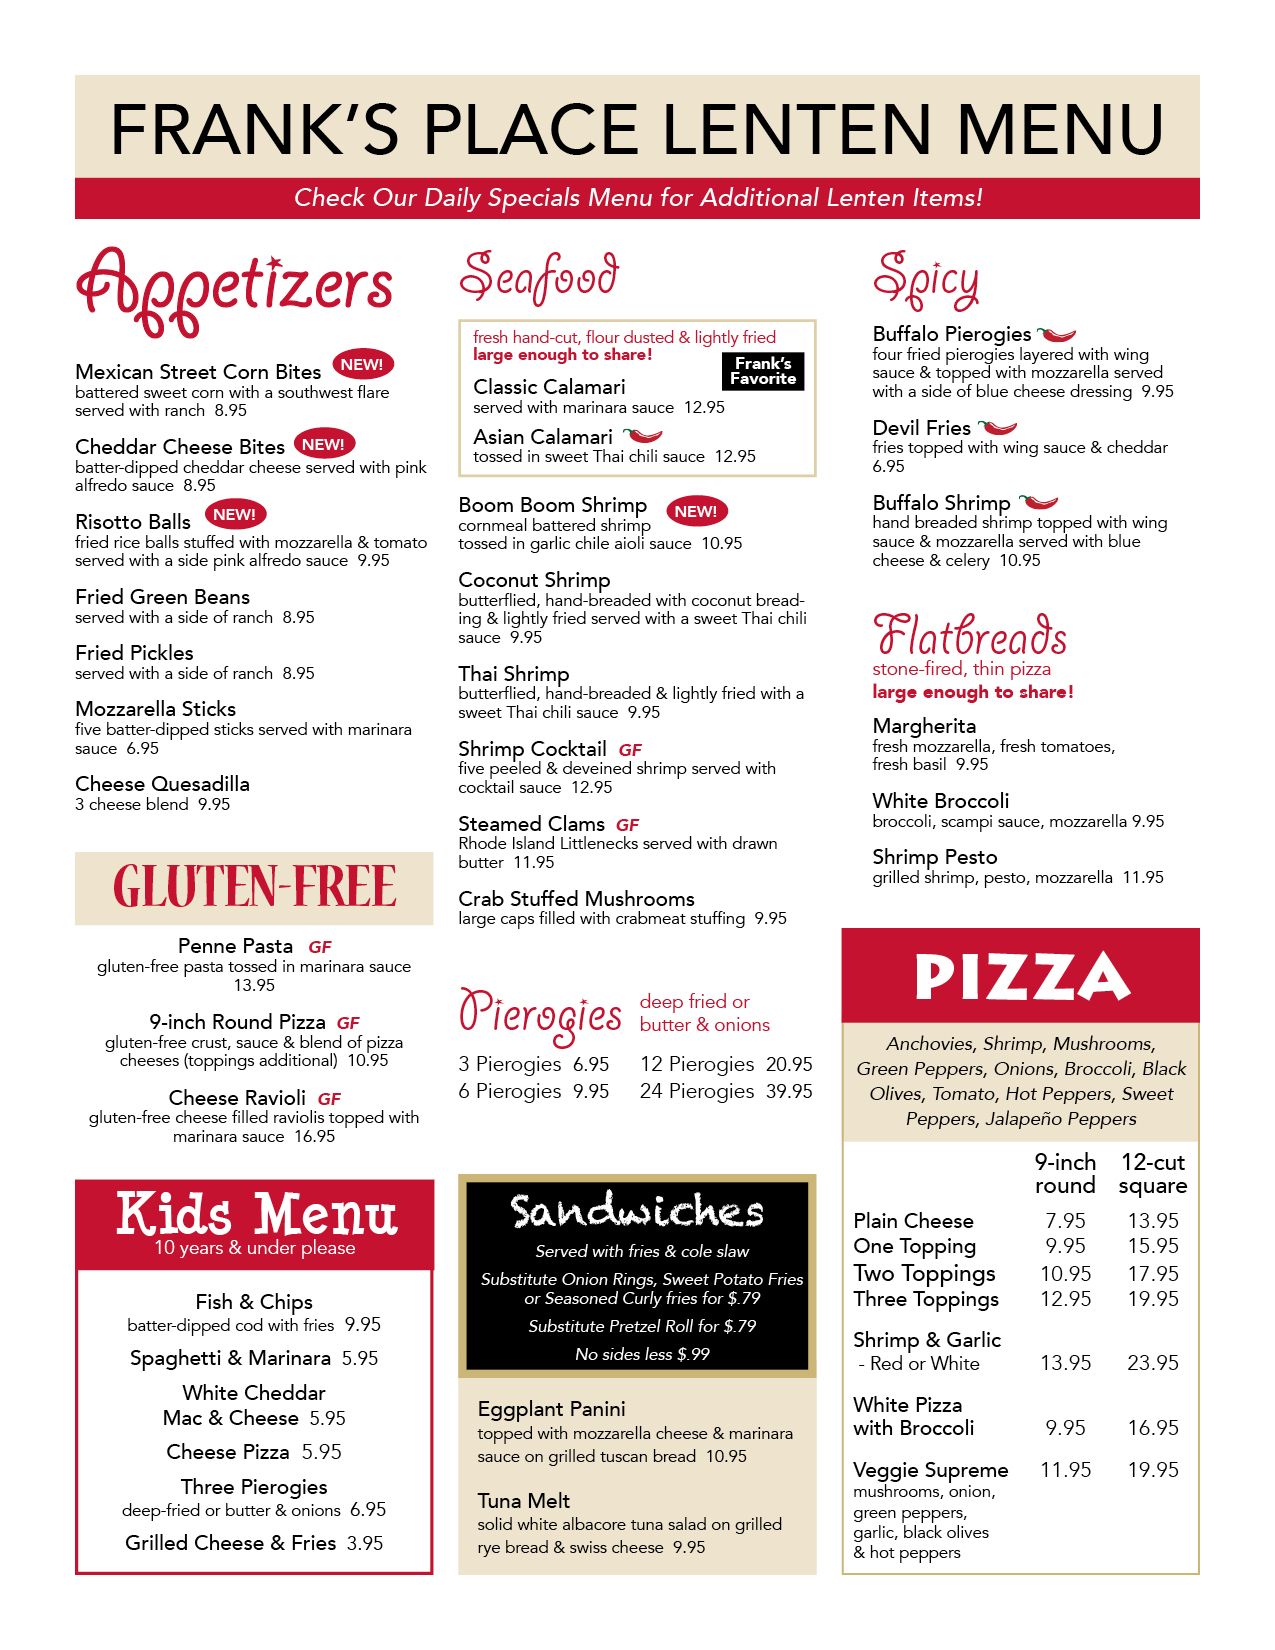 FRANK'S PLACE LENTEN MENU
Check Our Daily Specials Menu for Additional Lenten Items!
Appetizers
Mexican Street Corn Bites NEW!
battered sweet corn with a southwest flare
served with ranch 8.95
Cheddar Cheese Bites NEW!
batter-dipped cheddar cheese served with pink
alfredo sauce 8.95
Risotto Balls NEW!
fried rice balls stuffed with mozzarella & tomato
served with a side pink alfredo sauce 9.95
Fried Green Beans
served with a side of ranch 8.95
Fried Pickles
served with a side of ranch 8.95
Mozzarella Sticks
five batter-dipped sticks served with marinara
sauce 6.95
Cheese Quesadilla
3 cheese blend 9.95
GLUTEN-FREE
Penne Pasta GF
gluten-free pasta tossed in marinara sauce
13.95
9-inch Round Pizza GF
gluten-free crust, sauce & blend of pizza
cheeses (toppings additional) 10.95
Cheese Ravioli GF
gluten-free cheese filled raviolis topped with
marinara sauce 16.95
Kids Menu
10 years & under please
Fish & Chips
batter-dipped cod with fries 9.95
Spaghetti & Marinara 5.95
White Cheddar
Mac & Cheese 5.95
Cheese Pizza 5.95
Three Pierogies
deep-fried or butter & onions 6.95
Grilled Cheese & Fries 3.95
Seafood
fresh hand-cut, flour dusted & lightly fried
large enough to share!
Frank's
Favorite
Classic Calamari
served with marinara sauce 12.95
Asian Calamari
tossed in sweet Thai chili sauce 12.95
Boom Boom Shrimp NEW!
cornmeal battered shrimp
tossed in garlic chile aioli sauce 10.95
Coconut Shrimp
butterflied, hand-breaded with coconut bread-
ing & lightly fried served with a sweet Thai chili
sauce 9.95
Thai Shrimp
butterflied, hand-breaded & lightly fried with a
sweet Thai chili sauce 9.95
Shrimp Cocktail GF
five peeled & deveined shrimp served with
cocktail sauce 12.95
Steamed Clams GF
Rhode Island Littlenecks served with drawn
butter 11.95
Crab Stuffed Mushrooms
large caps filled with crabmeat stuffing 9.95
Pierogies
deep fried or
butter & onions
3 Pierogies 6.95 12 Pierogies 20.95
6 Pierogies 9.95 24 Pierogies 39.95
Sandwiches
Served with fries & cole slaw
Substitute Onion Rings, Sweet Potato Fries
or Seasoned Curly fries for $.79
Substitute Pretzel Roll for $.79
No sides less $.99
Eggplant Panini
topped with mozzarella cheese & marinara
sauce on grilled tuscan bread 10.95
Tuna Melt
solid white albacore tuna salad on grilled
rye bread & swiss cheese 9.95
Spicy
Buffalo Pierogies
four fried pierogies layered with wing
sauce & topped with mozzarella served
with a side of blue cheese dressing 9.95
Devil Fries
fries topped with wing sauce & cheddar
6.95
Buffalo Shrimp
hand breaded shrimp topped with wing
sauce & mozzarella served with blue
cheese & celery 10.95
Flatbreads
stone-fired, thin pizza
large enough to share!
Margherita
fresh mozzarella, fresh tomatoes,
fresh basil 9.95
White Broccoli
broccoli, scampi sauce, mozzarella 9.95
Shrimp Pesto
grilled shrimp, pesto, mozzarella 11.95
PIZZA
Anchovies, Shrimp, Mushrooms,
Green Peppers, Onions, Broccoli, Black
Olives, Tomato, Hot Peppers, Sweet
Peppers, Jalapeño Peppers
9-inch 12-cut
round square
Plain Cheese 7.95 13.95
One Topping 9.95 15.95
Two Toppings 10.95 17.95
Three Toppings 12.95 19.95
Shrimp & Garlic
- Red or White 13.95 23.95
White Pizza
with Broccoli 9.95 16.95
Veggie Supreme 11.95 19.95
mushrooms, onion,
green peppers,
garlic, black olives
& hot peppers